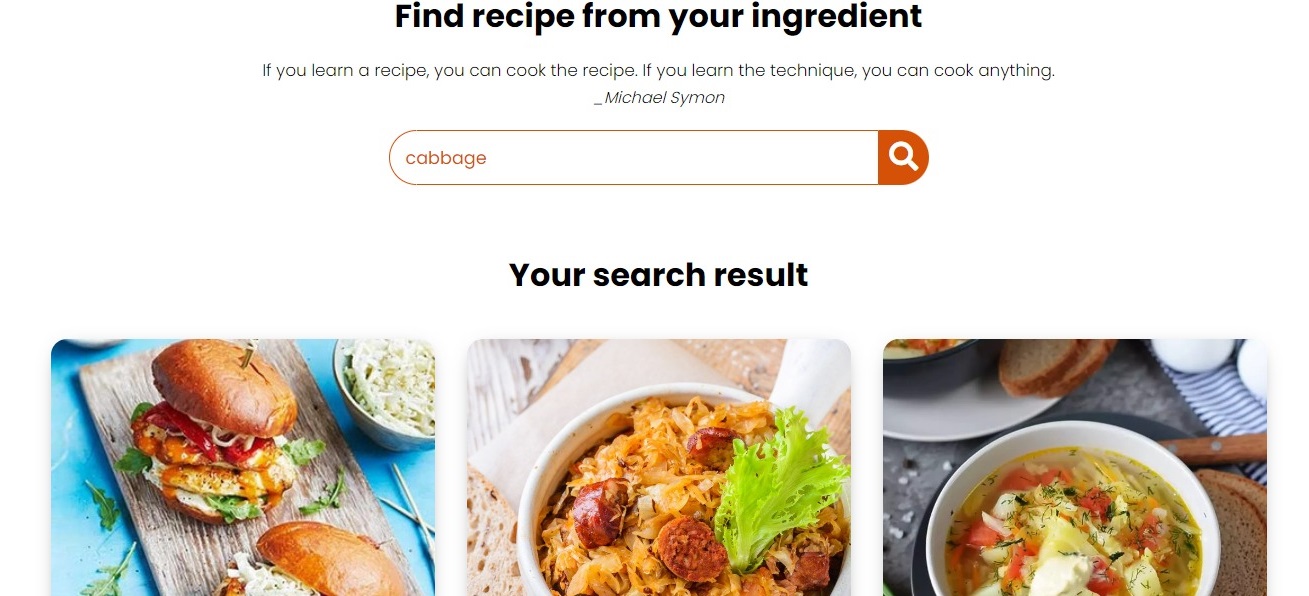 Find recipe from your ingredient
If you learn a recipe, you can cook the recipe. If you learn the technique, you can cook anything.
_Michael Symon
cabbage
Your search result